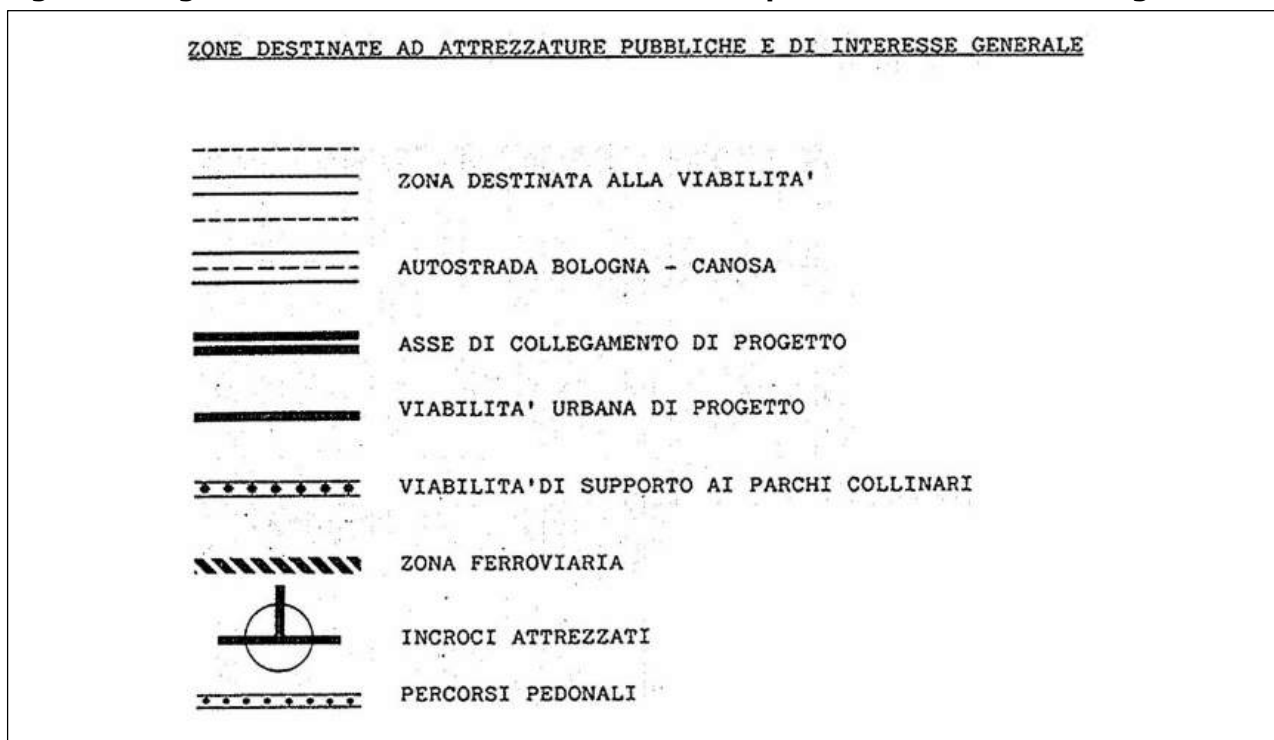 ZONE DESTINATE AD ATTREZZATURE PUBBLICHE E DI INTERESSE GENERALE
ZONA DESTINATA ALLA VIABILITA'
AUTOSTRADA BOLOGNA - CANOSA
ASSE DI COLLEGAMENTO DI PROGETTO
VIABILITA' URBANA DI PROGETTO
VIABILITA'DI SUPPORTO AI PARCHI COLLINARI
ZONA FERROVIARIA
INCROCI ATTREZZATI
PERCORSI PEDONALI